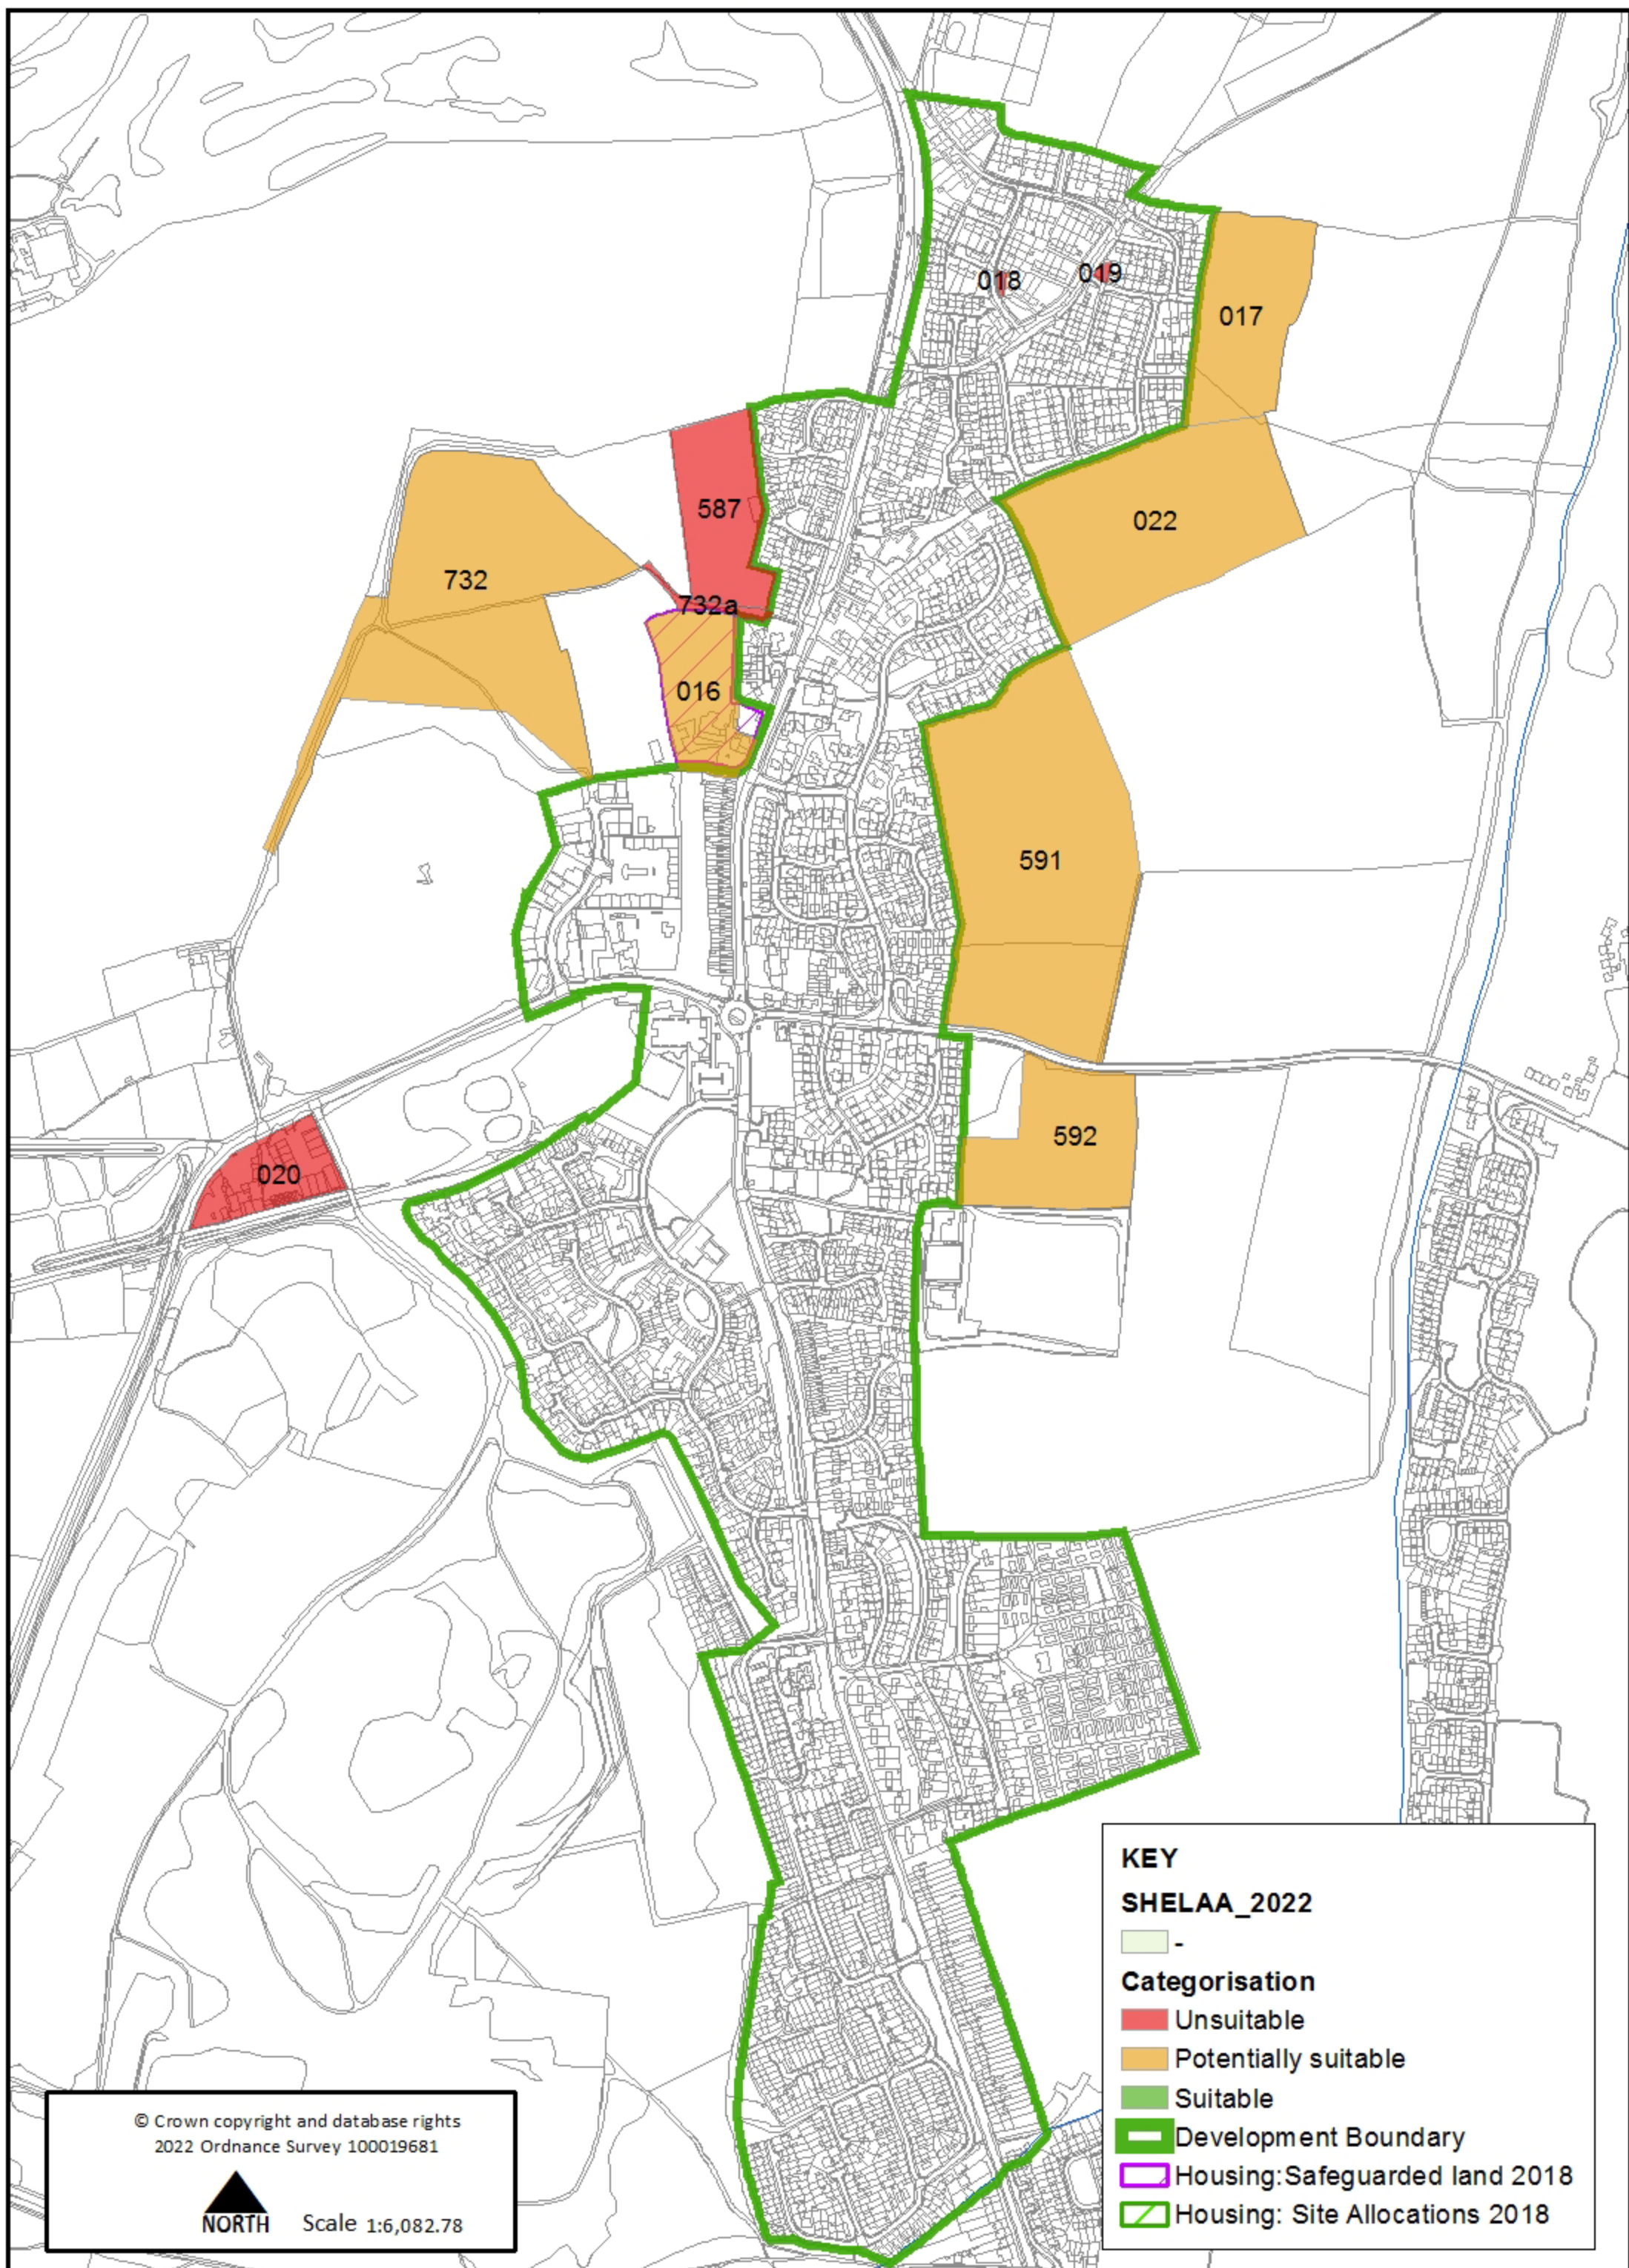 018
019
017
587
022
732
732a
016
591
592
020
KEY
SHELAA_2022
-
Categorisation
Unsuitable
Potentially suitable
Suitable
Development Boundary
Housing:Safeguarded land 2018
Housing: Site Allocations 2018
© Crown copyright and database rights
2022 Ordnance Survey 100019681
NORTH Scale 1:6,082.78